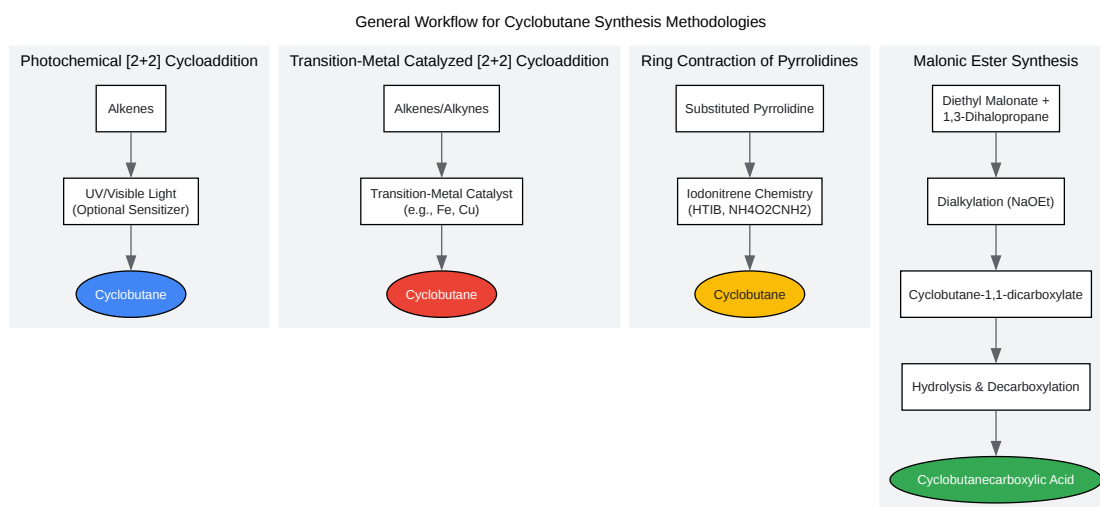 General Workflow for Cyclobutane Synthesis Methodologies
Photochemical [2+2] Cycloaddition
Alkenes
UV/Visible Light
(Optional Sensitizer)
Cyclobutane
Transition-Metal Catalyzed [2+2] Cycloaddition
Alkenes/Alkynes
Transition-Metal Catalyst
(e.g., Fe, Cu)
Cyclobutane
Ring Contraction of Pyrrolidines
Substituted Pyrrolidine
Iodonitrene Chemistry
(HTIB, NH4O2CNH2)
Cyclobutane
Malonic Ester Synthesis
Diethyl Malonate +
1,3-Dihalopropane
Dialkylation (NaOEt)
Cyclobutane-1,1-dicarboxylate
Hydrolysis & Decarboxylation
Cyclobutanecarboxylic Acid